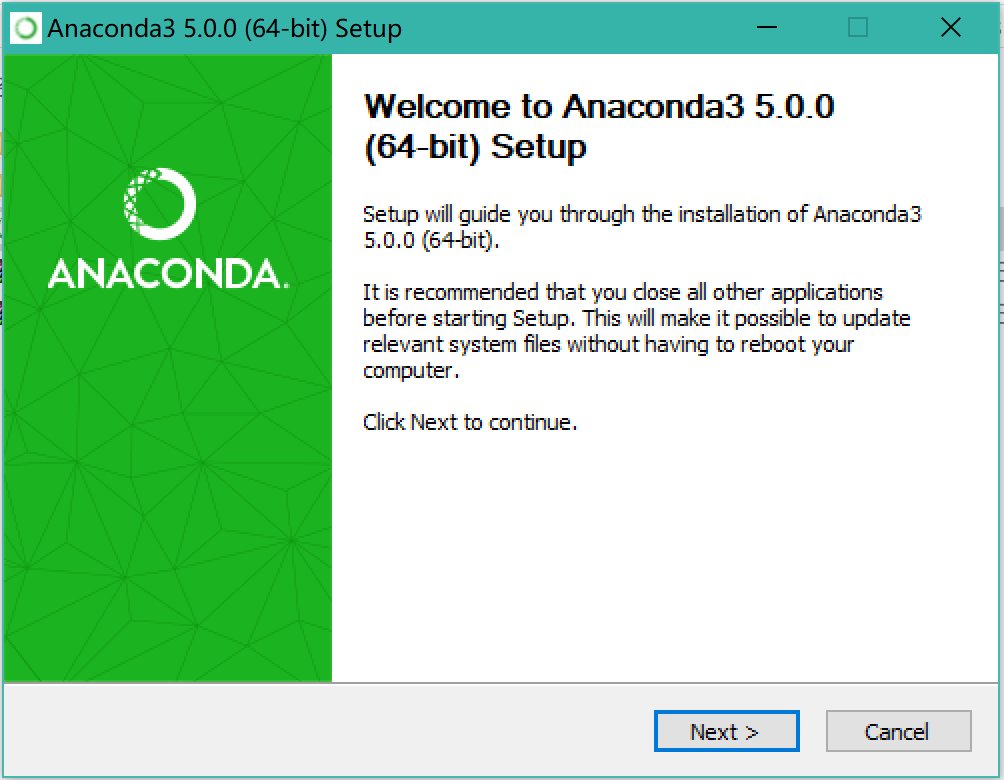 Anaconda3 5.0.0 (64-bit) Setup
ANANCONDA.
Welcome to Anaconda3 5.0.0
(64-bit) Setup
Setup will guide you through the installation of Anaconda3
5.0.0 (64-bit).
It is recommended that you close all other applications
before starting Setup. This will make it possible to update
relevant system files without having to reboot your
computer.
Click Next to continue.
Next >
Cancel